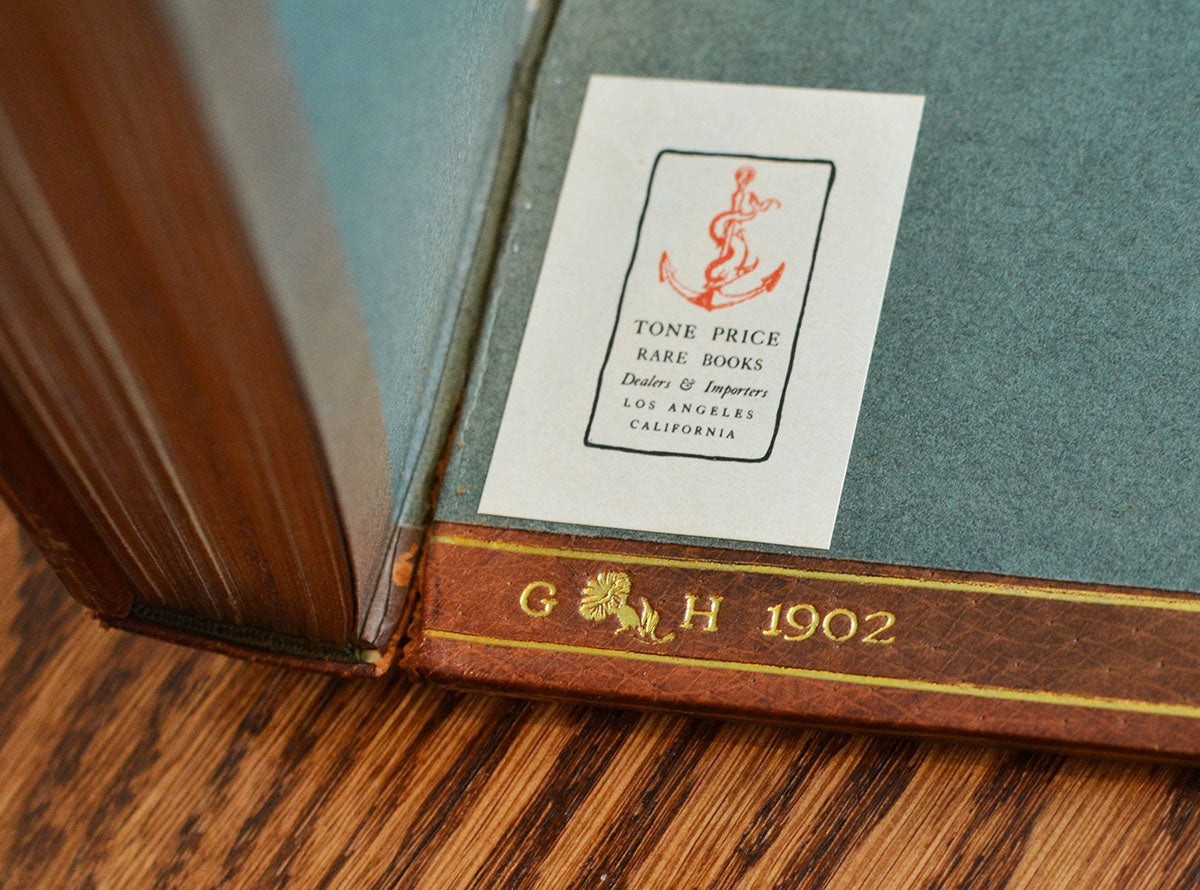 TONE PRICE
RARE BOOKS
Dealers & Importers
LOS ANGELES
CALIFORNIA
G H 1902